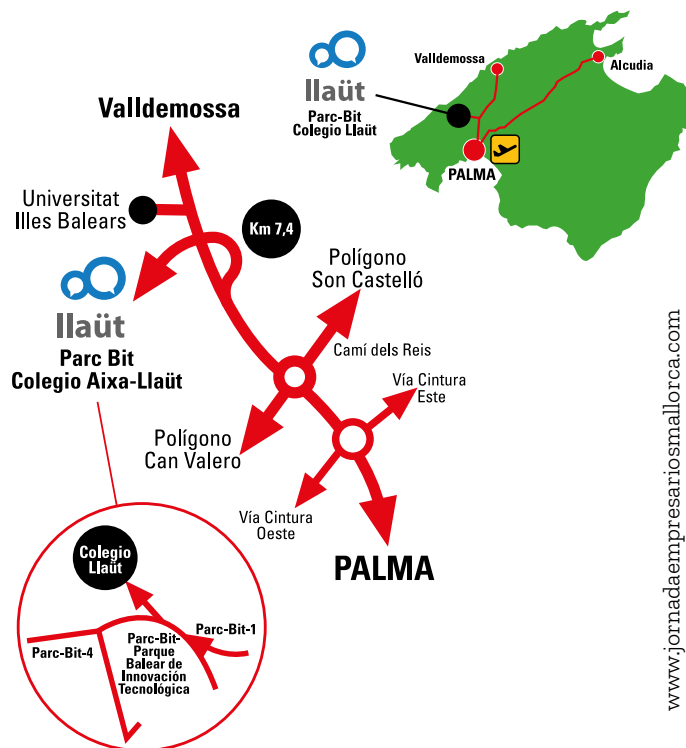 Valldemossa
Alcudia
llaüt
Parc-Bit
Colegio Llaüt
PALMA
Valldemossa
Universitat
Illes Balears
Km 7,4
Polígono
Son Castelló
llaüt
Parc Bit
Colegio Aixa-Llaüt
Camí dels Reis
Vía Cintura
Este
Polígono
Can Valero
Vía Cintura
Oeste
PALMA
Colegio
Llaüt
Parc-Bit-1
Parc-Bit-4
Parc-Bit-
Parque
Balear de
Innovación
Tecnológica
www.jornadaempresariosmallorca.com